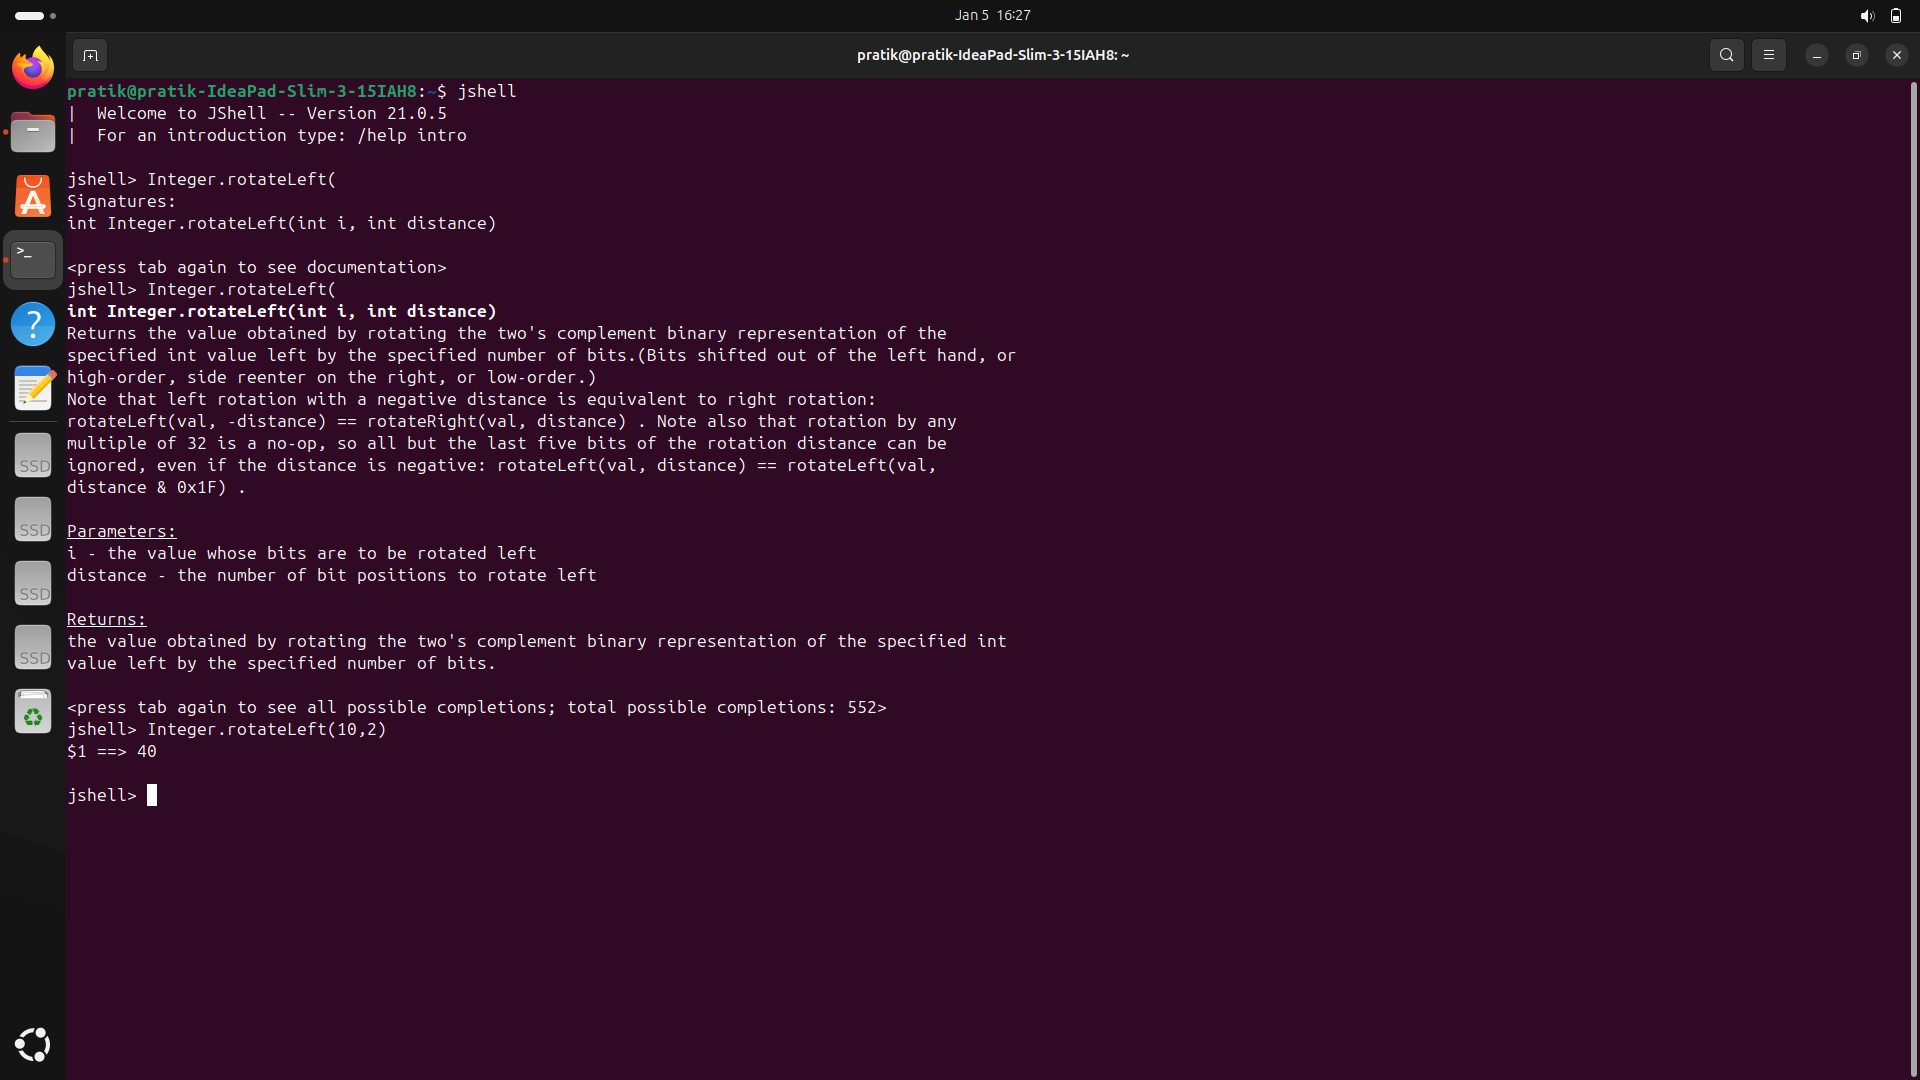 Jan 5 16:27
pratik@pratik-IdeaPad-Slim-3-15IAH8: ~
pratik@pratik-IdeaPad-Slim-3-15IAH8:~$ jshell
|  Welcome to JShell -- Version 21.0.5
|  For an introduction type: /help intro
jshell> Integer.rotateLeft(
Signatures:
int Integer.rotateLeft(int i, int distance)
<press tab again to see documentation>
jshell> Integer.rotateLeft(
int Integer.rotateLeft(int i, int distance)
Returns the value obtained by rotating the two's complement binary representation of the
specified int value left by the specified number of bits.(Bits shifted out of the left hand, or
high-order, side reenter on the right, or low-order.)
Note that left rotation with a negative distance is equivalent to right rotation:
rotateLeft(val, -distance) == rotateRight(val, distance) . Note also that rotation by any
multiple of 32 is a no-op, so all but the last five bits of the rotation distance can be
ignored, even if the distance is negative: rotateLeft(val, distance) == rotateLeft(val,
distance & 0x1F) .
Parameters:
i - the value whose bits are to be rotated left
distance - the number of bit positions to rotate left
Returns:
the value obtained by rotating the two's complement binary representation of the specified int
value left by the specified number of bits.
<press tab again to see all possible completions; total possible completions: 552>
jshell> Integer.rotateLeft(10,2)
$1 ==> 40
jshell>
SSD
SSD
SSD
SSD